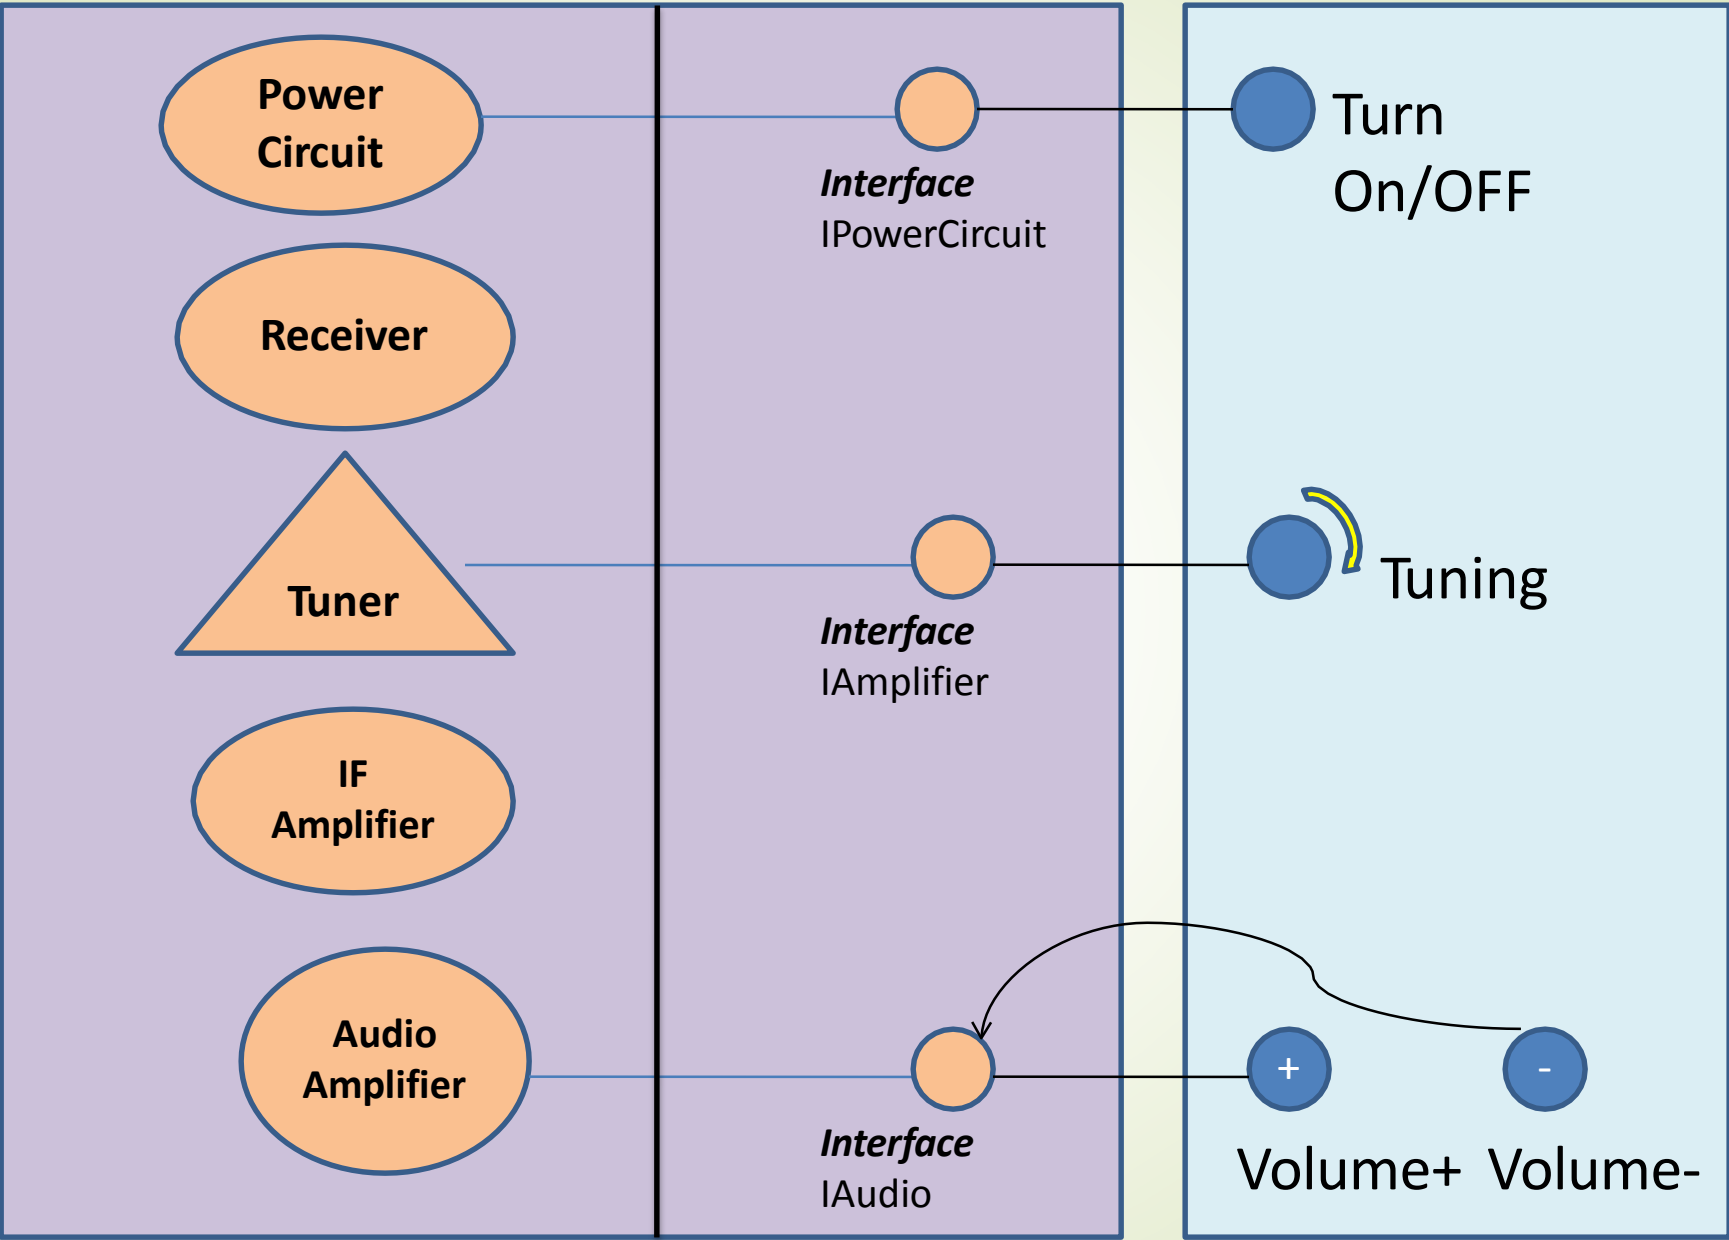 Power
Circuit
Interface
IPowerCircuit
Turn
On/OFF
Receiver
Tuner
Interface
IAmplifier
Tuning
IF
Amplifier
Audio
Amplifier
Interface
IAudio
+
-
Volume+ Volume-